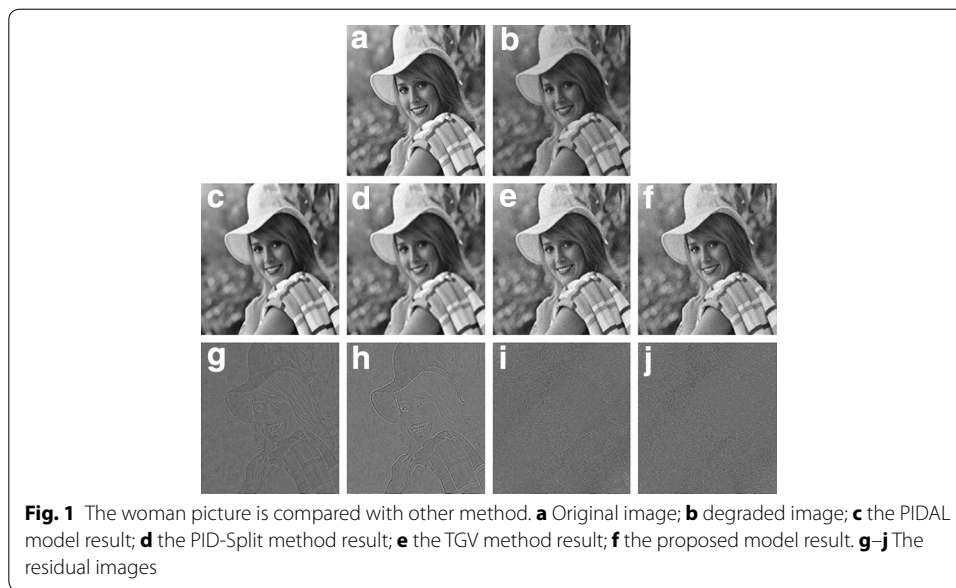 a b
c d e f
g h i j
Fig. 1 The woman picture is compared with other method. a Original image; b degraded image; c the PIDAL
model result; d the PID-Split method result; e the TGV method result; f the proposed model result. g–j The
residual images